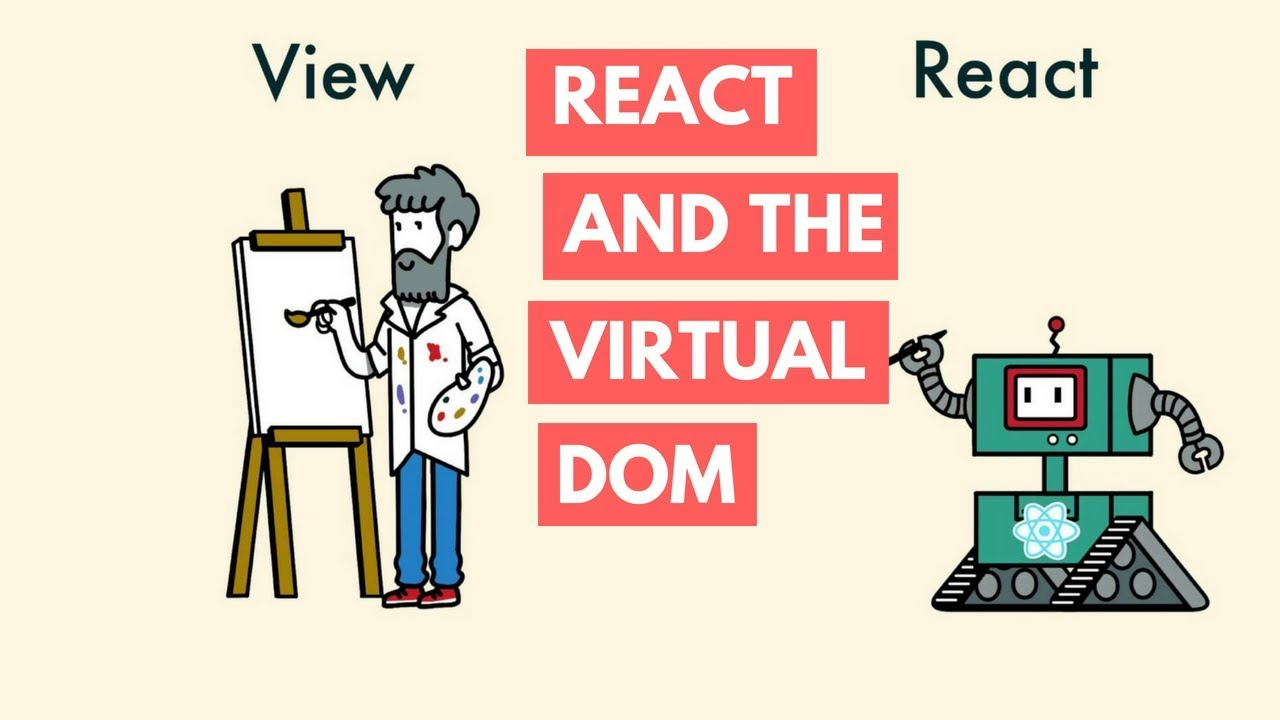 View
REACT
AND THE
VIRTUAL
DOM
React